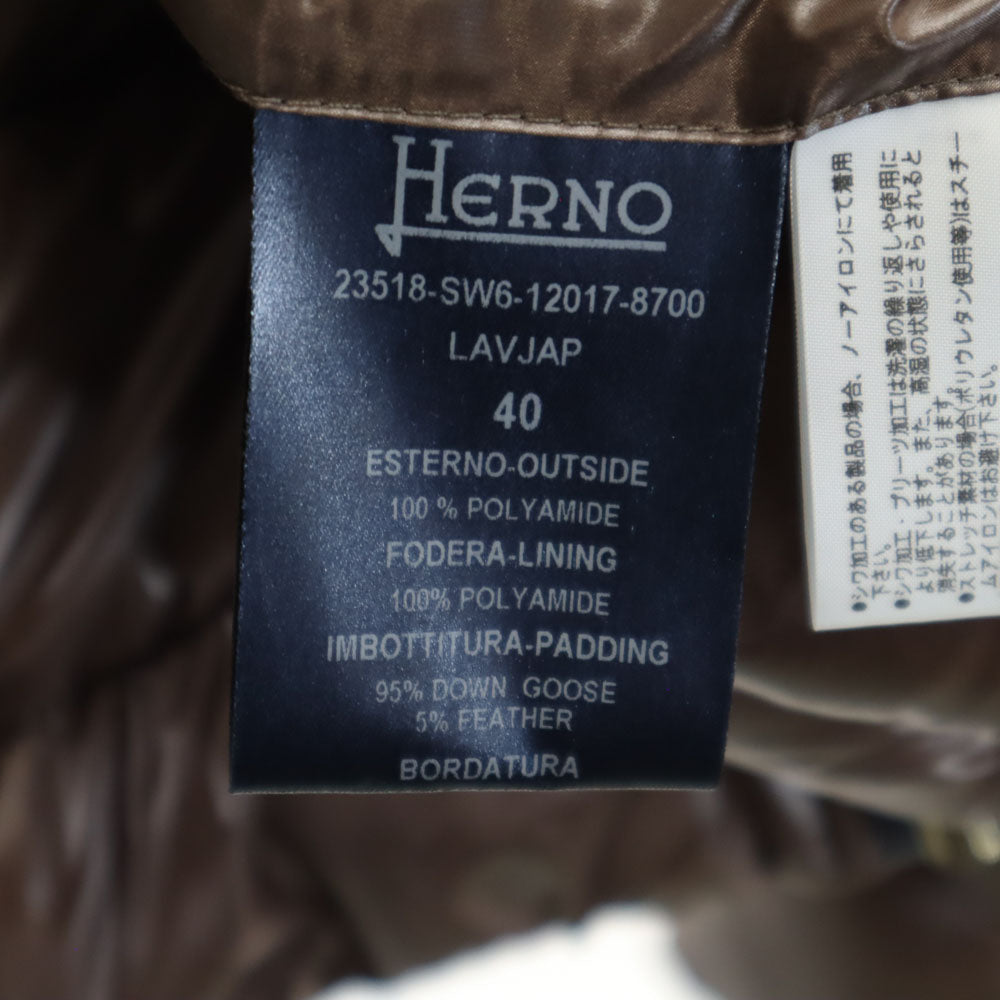 HERNO
23518-SW6-12017-8700
LAVJAP
40
ESTERNO-OUTSIDE
100 % POLYAMIDE
FODERA-LINING
100% POLYAMIDE
IMBOTTITURA-PADDING
95% DOWN GOOSE
5% FEATHER
BORDATURA
●シワ加工のある製品の場合、ノーアイロンにて着用
下さい。
●シワ加工・プリーツ加工は洗濯の繰り返しや使用に
より低下します。また、高温の状態にさらされると
消失することがあります。
●ストレッチ素材の場合(ポリウレタン使用等)はスチー
ムアイロンはお避け下さい。